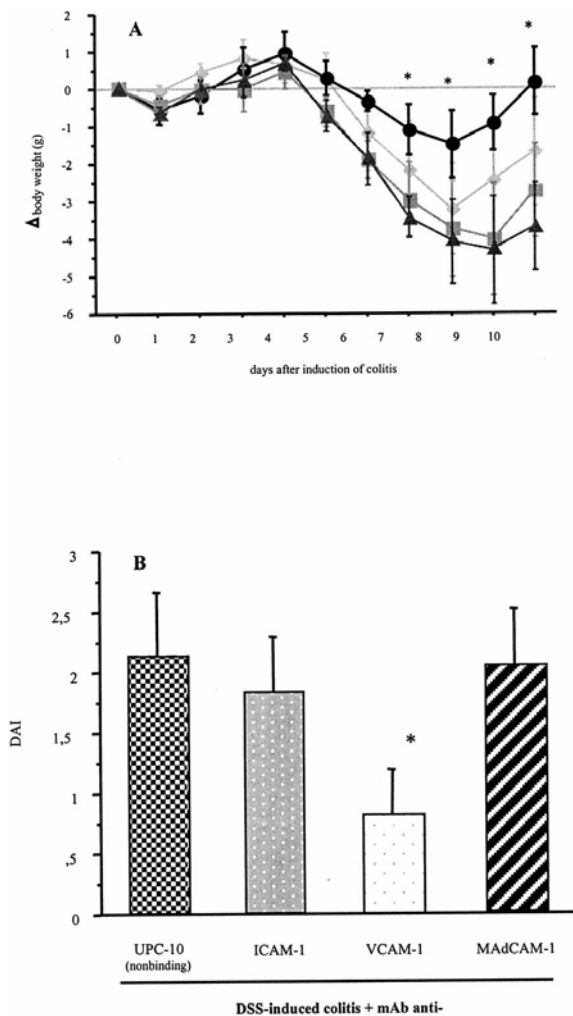 A
2
1
0
-1
-2
-3
-4
-5
-6
Δ body weight (g)
* * * *
0 1 2 3 4 5 6 7 8 9 10
days after induction of colitis
B
3
2,5
2
1,5
1
,5
0
DAI
*
UPC-10 ICAM-1 VCAM-1 MAdCAM-1
(nonbinding)
DSS-induced colitis + mAb anti-